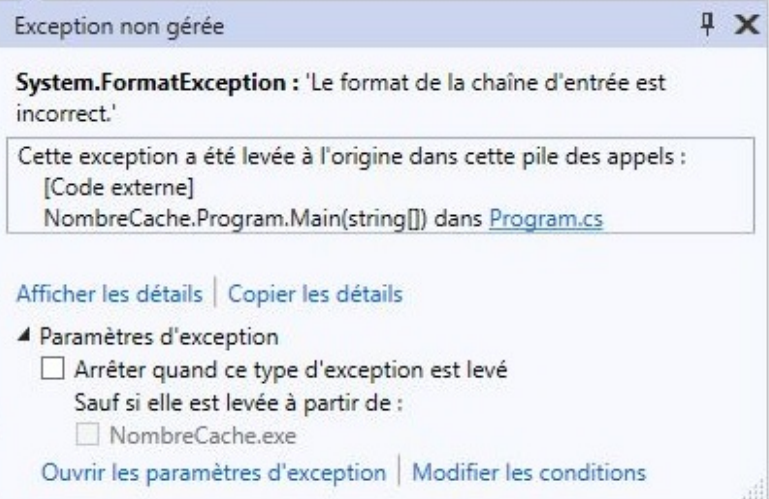 Exception non gérée
System.FormatException : 'Le format de la chaîne d'entrée est
incorrect.'
Cette exception a été levée à l'origine dans cette pile des appels :
[Code externe]
NombreCache.Program.Main(string[]) dans Program.cs
Afficher les détails | Copier les détails
Paramètres d'exception
Arrêter quand ce type d'exception est levé
Sauf si elle est levée à partir de :
NombreCache.exe
Ouvrir les paramètres d'exception | Modifier les conditions